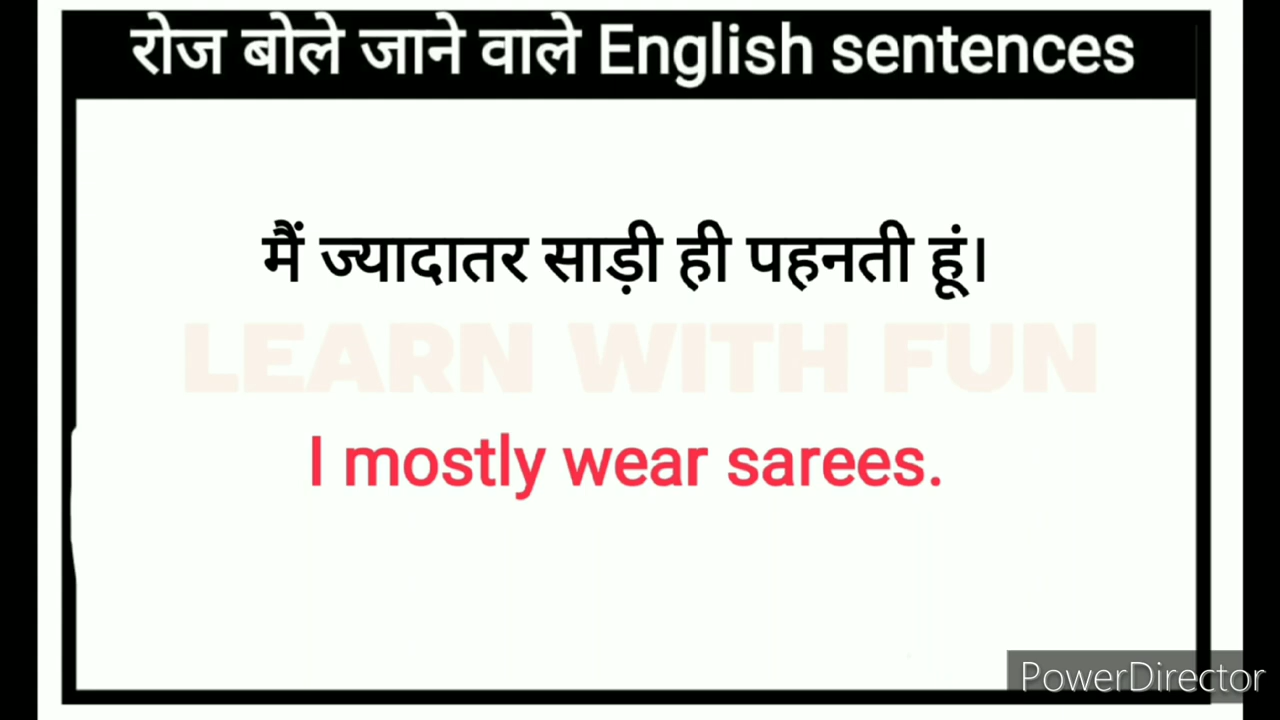 रोज बोले जाने वाले English sentences
मैं ज्यादातर साड़ी ही पहनती हूं।
LEARN WITH FUN
I mostly wear sarees.
PowerDirector